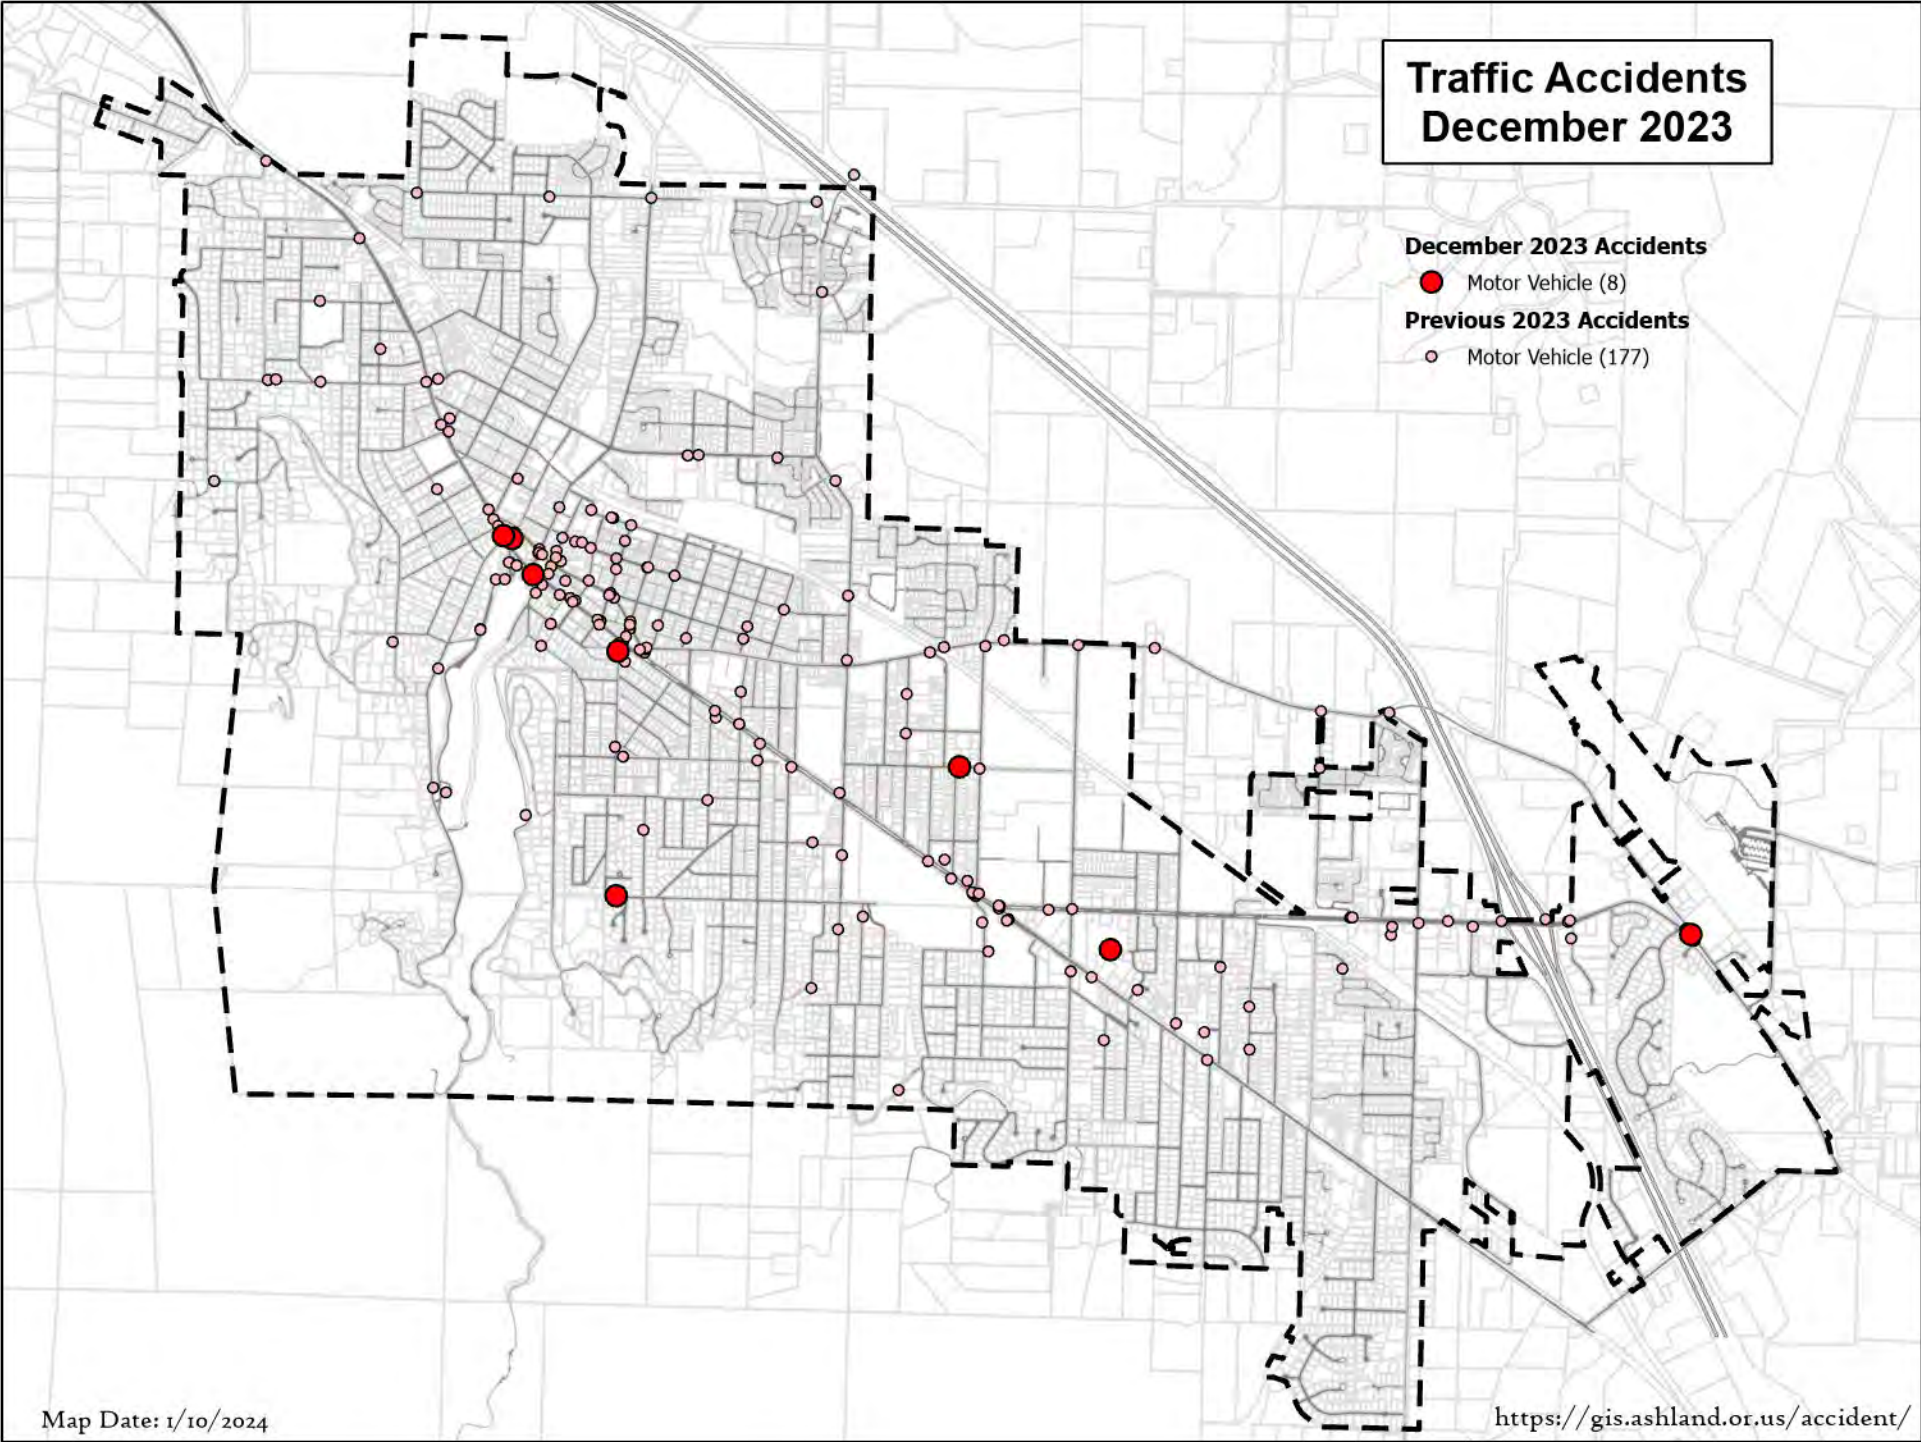 Traffic Accidents
December 2023
December 2023 Accidents
Motor Vehicle (8)
Previous 2023 Accidents
Motor Vehicle (177)
Map Date: 1/10/2024
https://gis.ashland.or.us/accident/